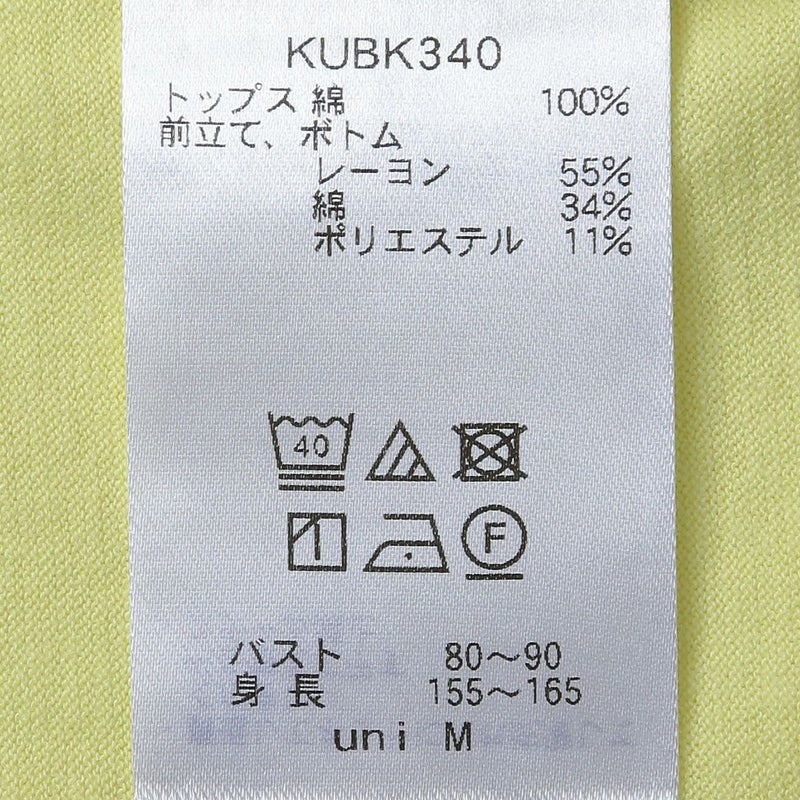 KUBK340
トップス 綿 100%
前立て、ボトム
レーヨン 55%
綿 34%
ポリエステル 11%
40
F
バスト 80～90
身長 155～165
uni M